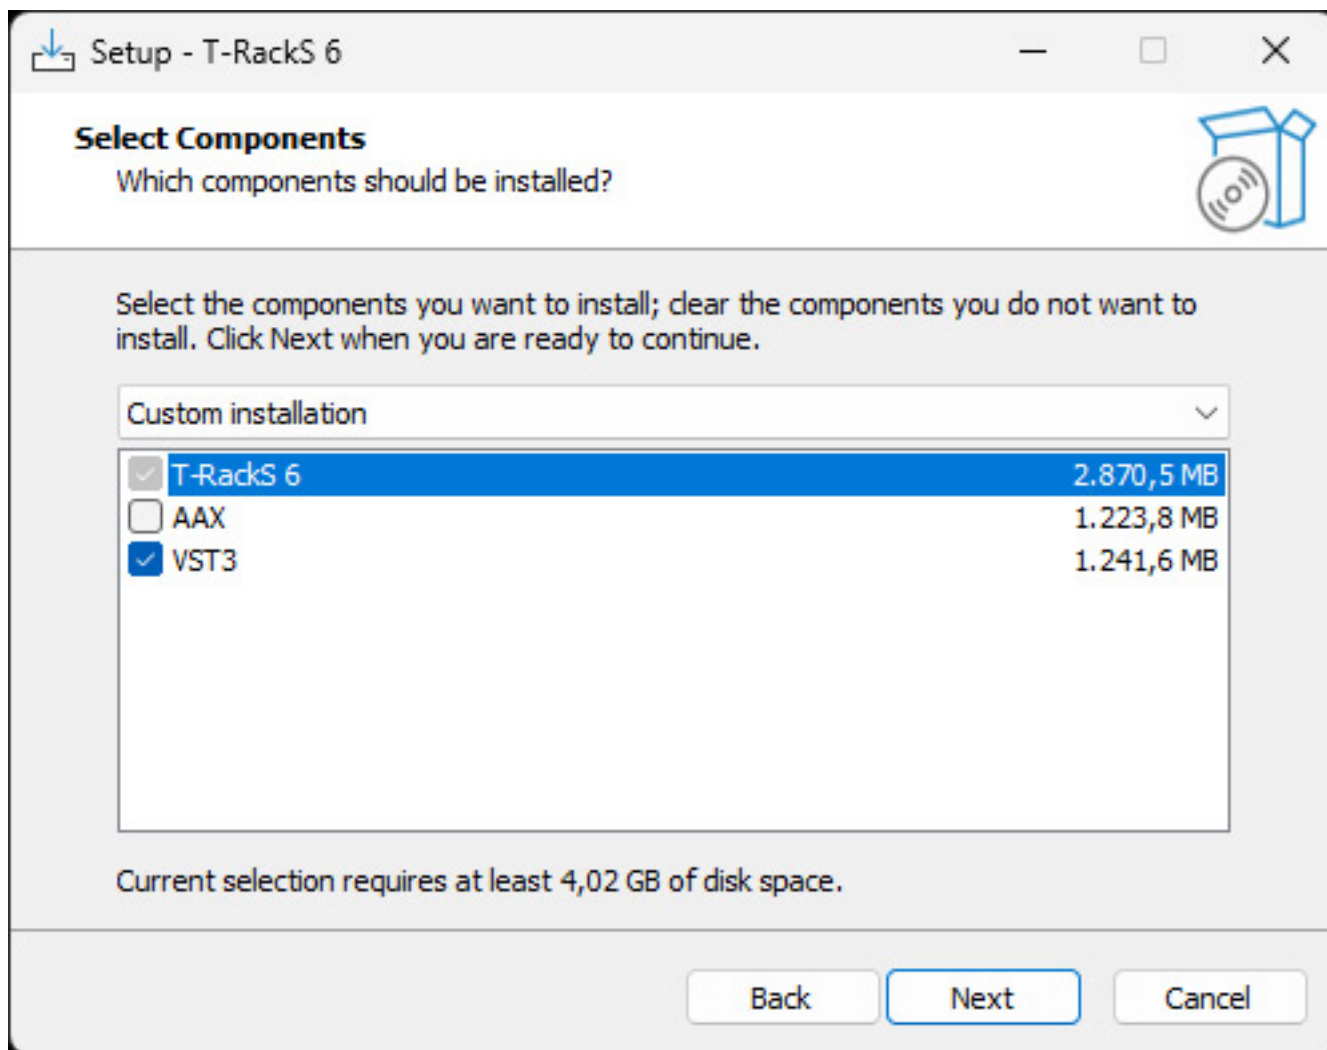 Setup - T-RackS 6
Select Components
Which components should be installed?
Select the components you want to install; clear the components you do not want to
install. Click Next when you are ready to continue.
Custom installation
T-RackS 6 2.870,5 MB
AAX 1.223,8 MB
VST3 1.241,6 MB
Current selection requires at least 4,02 GB of disk space.
Back Next Cancel